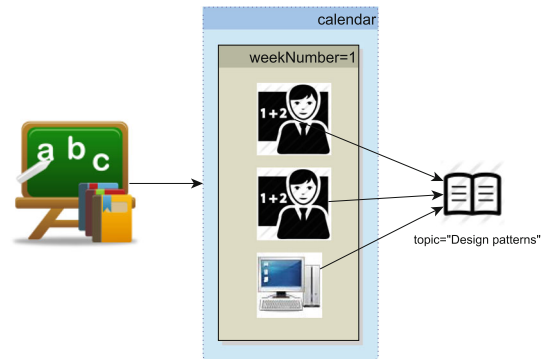 calendar
weekNumber=1
a b c
1+2
1+2
topic="Design patterns"